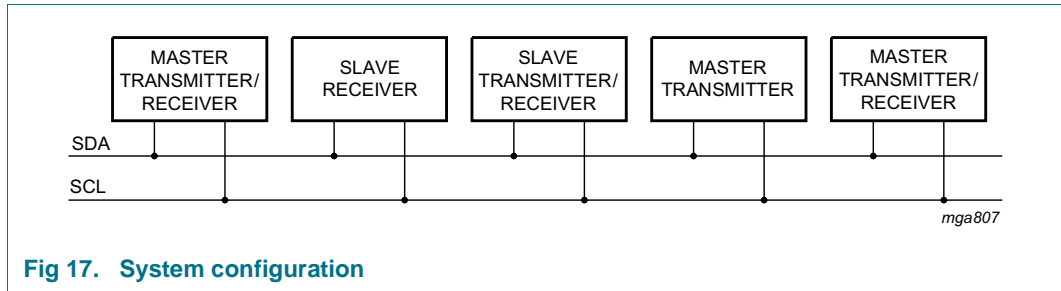 MASTER
TRANSMITTER/
RECEIVER
SLAVE
RECEIVER
SLAVE
TRANSMITTER/
RECEIVER
MASTER
TRANSMITTER
MASTER
TRANSMITTER/
RECEIVER
SDA
SCL
mga807
Fig 17. System configuration